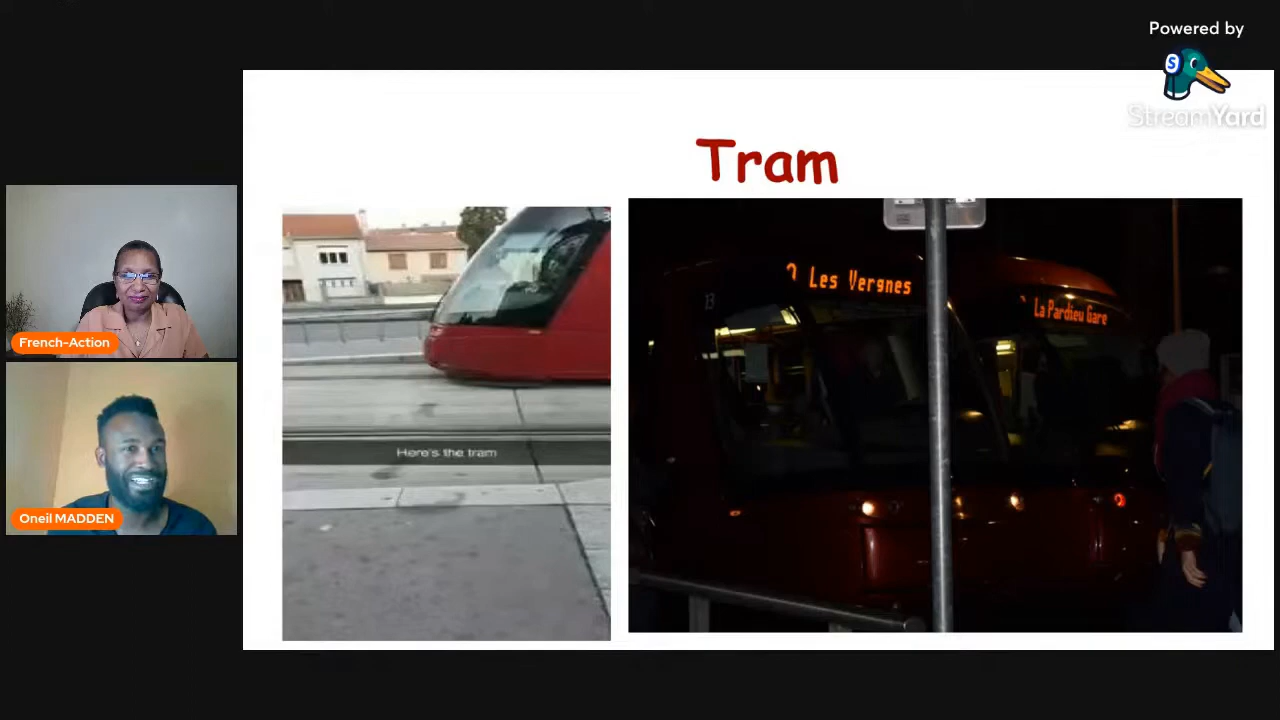 Powered by
StreamYard
Tram
Les Vergnes
La Pardieu Gare
Here's the tram
French-Action
Oneil MADDEN